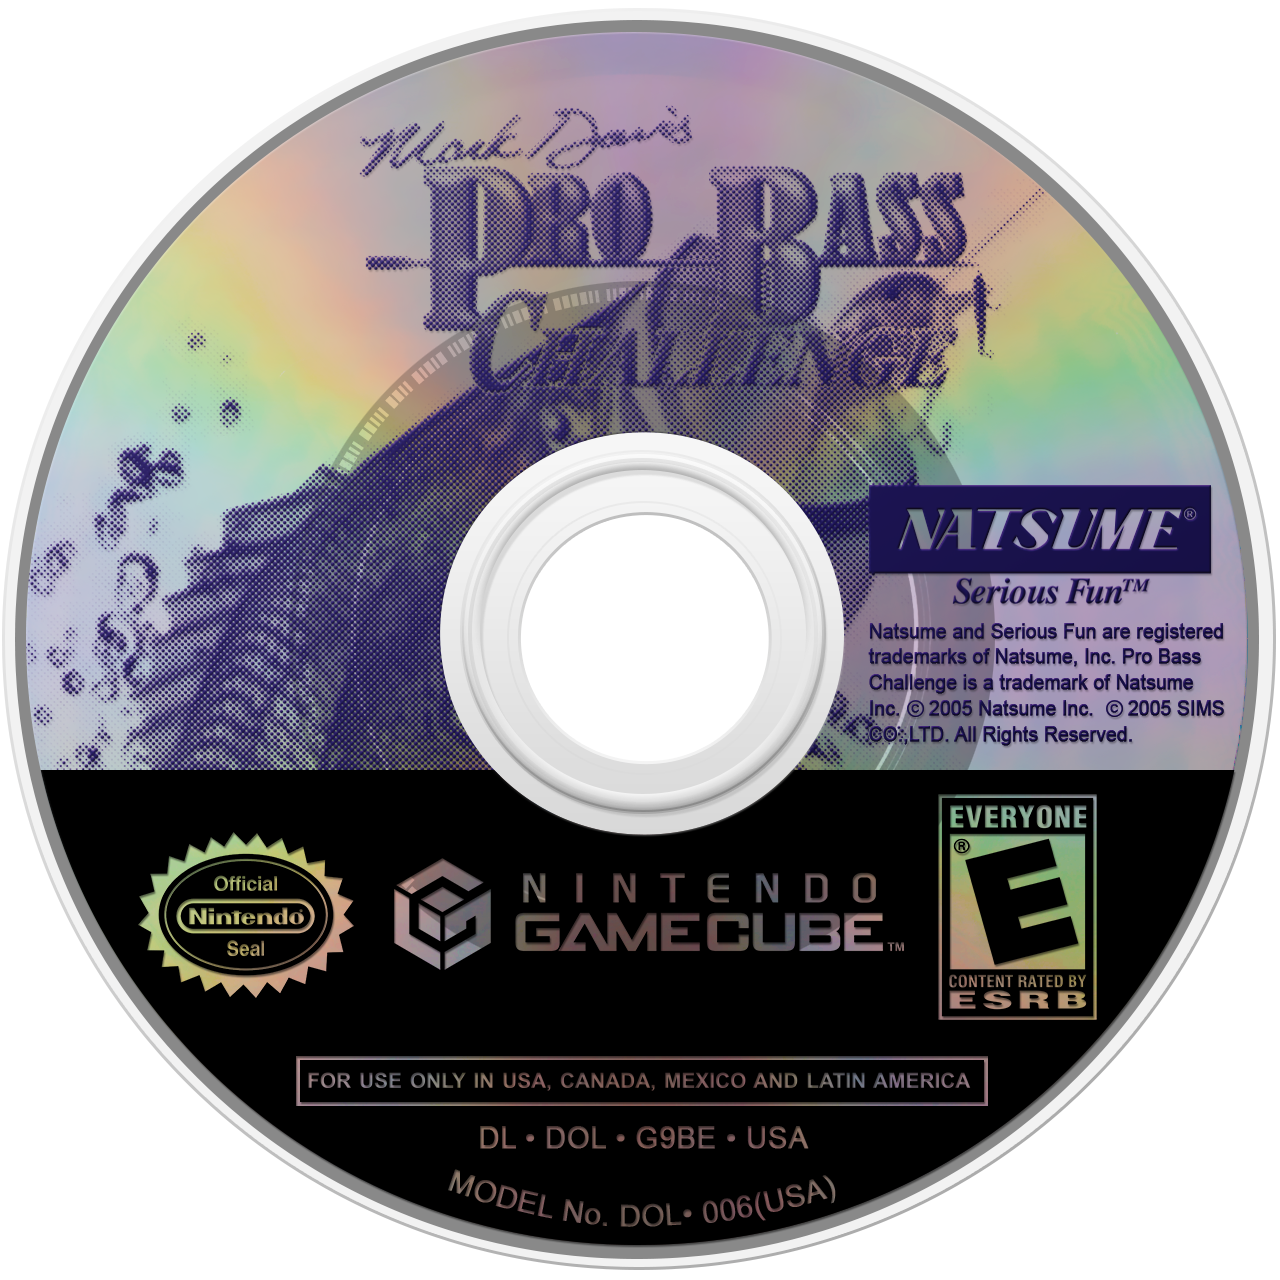 Mark Davis
PRO BASS
CHALLENGE
NATSUME®
Serious Fun™
Natsume and Serious Fun are registered
trademarks of Natsume, Inc. Pro Bass
Challenge is a trademark of Natsume
Inc. © 2005 Natsume Inc. © 2005 SIMS
CO.,LTD. All Rights Reserved.
EVERYONE
®
E
CONTENT RATED BY
ESRB
Official
Nintendo®
Seal
NINTENDO
GAMECUBE™
FOR USE ONLY IN USA, CANADA, MEXICO AND LATIN AMERICA
DL • DOL • G9BE • USA
MODEL No. DOL• 006(USA)